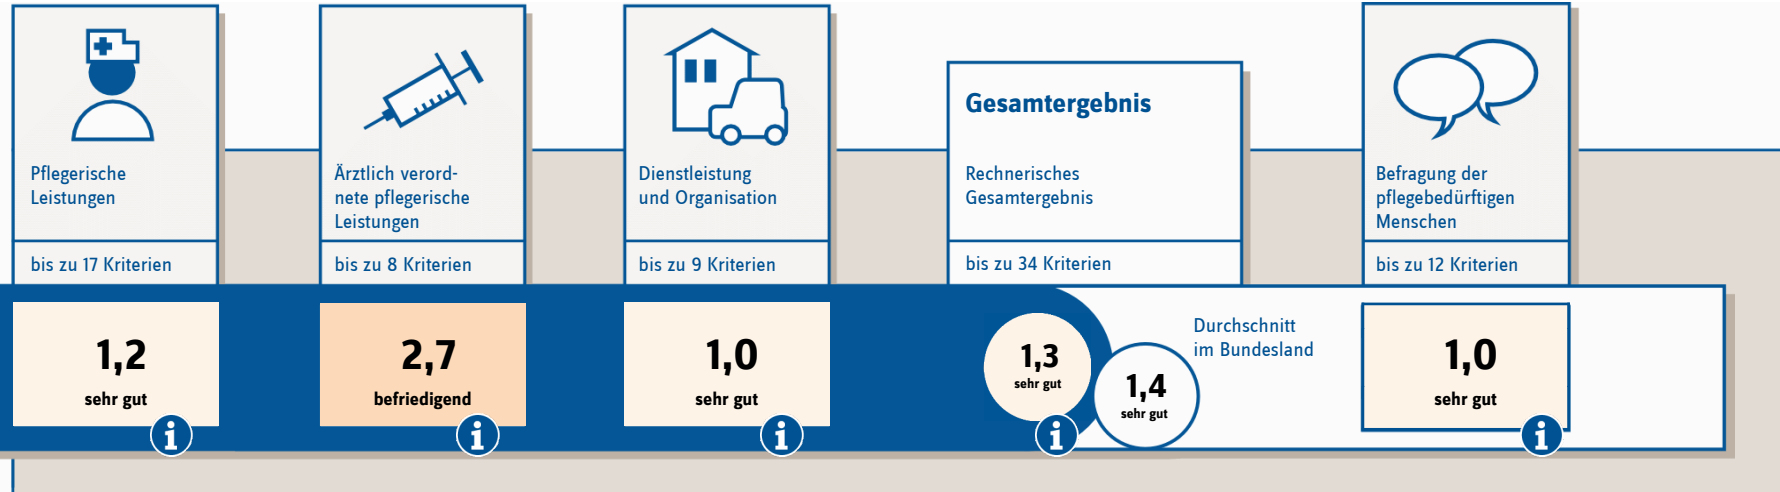 Pflegerische
Leistungen
bis zu 17 Kriterien
1,2
sehr gut
i
Ärztlich verord-
nete pflegerische
Leistungen
bis zu 8 Kriterien
2,7
befriedigend
i
Dienstleistung
und Organisation
bis zu 9 Kriterien
1,0
sehr gut
i
Gesamtergebnis
Rechnerisches
Gesamtergebnis
bis zu 34 Kriterien
1,3
sehr gut
i
Durchschnitt
im Bundesland
1,4
sehr gut
Befragung der
pflegebedürftigen
Menschen
bis zu 12 Kriterien
1,0
sehr gut
i